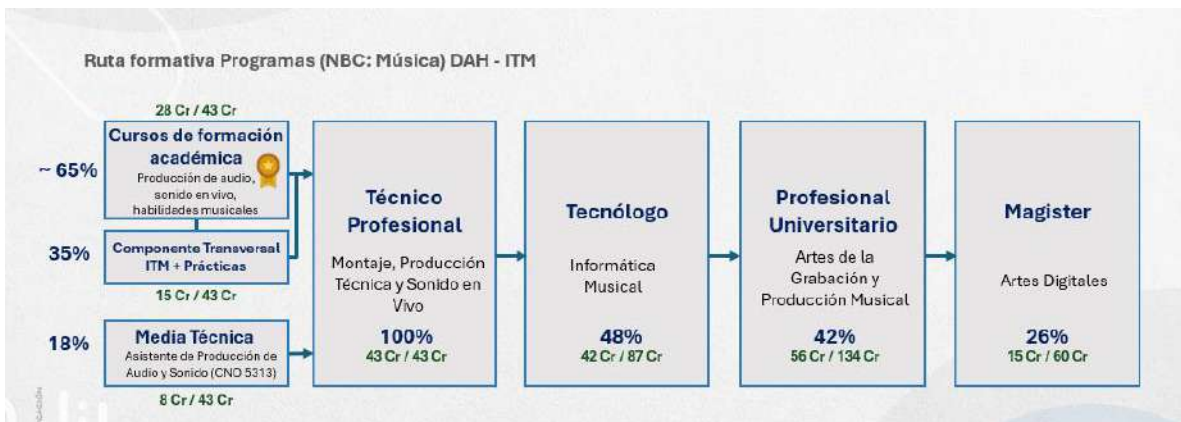 Ruta formativa Programas (NBC: Música) DAH - ITM
28 Cr / 43 Cr
Cursos de formación
académica
Producción de audio,
sonido en vivo,
habilidades musicales
~ 65%
Componente Transversal
ITM + Prácticas
35%
15 Cr / 43 Cr
Media Técnica
Asistente de Producción de
Audio y Sonido (CNO 5313)
18%
8 Cr / 43 Cr
Técnico
Profesional
Montaje, Producción
Técnica y Sonido en
Vivo
100%
43 Cr / 43 Cr
Tecnólogo
Informática
Musical
48%
42 Cr / 87 Cr
Profesional
Universitario
Artes de la
Grabación y
Producción Musical
42%
56 Cr / 134 Cr
Magister
Artes Digitales
26%
15 Cr / 60 Cr